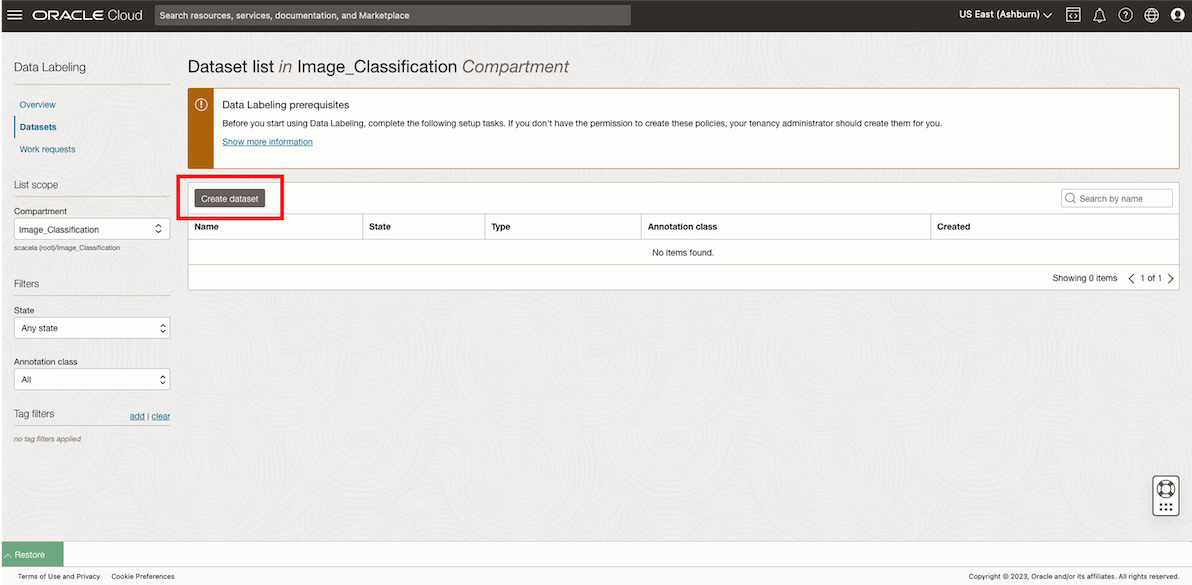 ORACLE Cloud
Search resources, services, documentation, and Marketplace
US East (Ashburn)
Data Labeling
Overview
Datasets
Work requests
List scope
Compartment
Image_Classification
scacela (root)/Image_Classification
Filters
State
Any state
Annotation class
All
Tag filters
add | clear
no tag filters applied
Dataset list in Image_Classification Compartment
Data Labeling prerequisites
Before you start using Data Labeling, complete the following setup tasks. If you don't have the permission to create these policies, your tenancy administrator should create them for you.
Show more information
Create dataset
Search by name
Name State Type Annotation class Created
No items found.
Showing 0 items 1 of 1
Restore
Terms of Use and Privacy Cookie Preferences
Copyright © 2023, Oracle and/or its affiliates. All rights reserved.